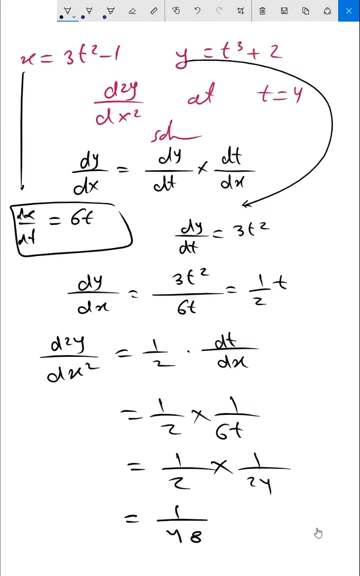 x = 3t² - 1 y = t³ + 2
d2y/dx² at t = 4
soln
dy/dx = dy/dt × dt/dx
dx/dt = 6t dy/dt = 3t²
dy/dx = 3t²/6t = 1/2 t
d2y/dx² = 1/2 · dt/dx
= 1/2 × 1/6t
= 1/2 × 1/24
= 1/48